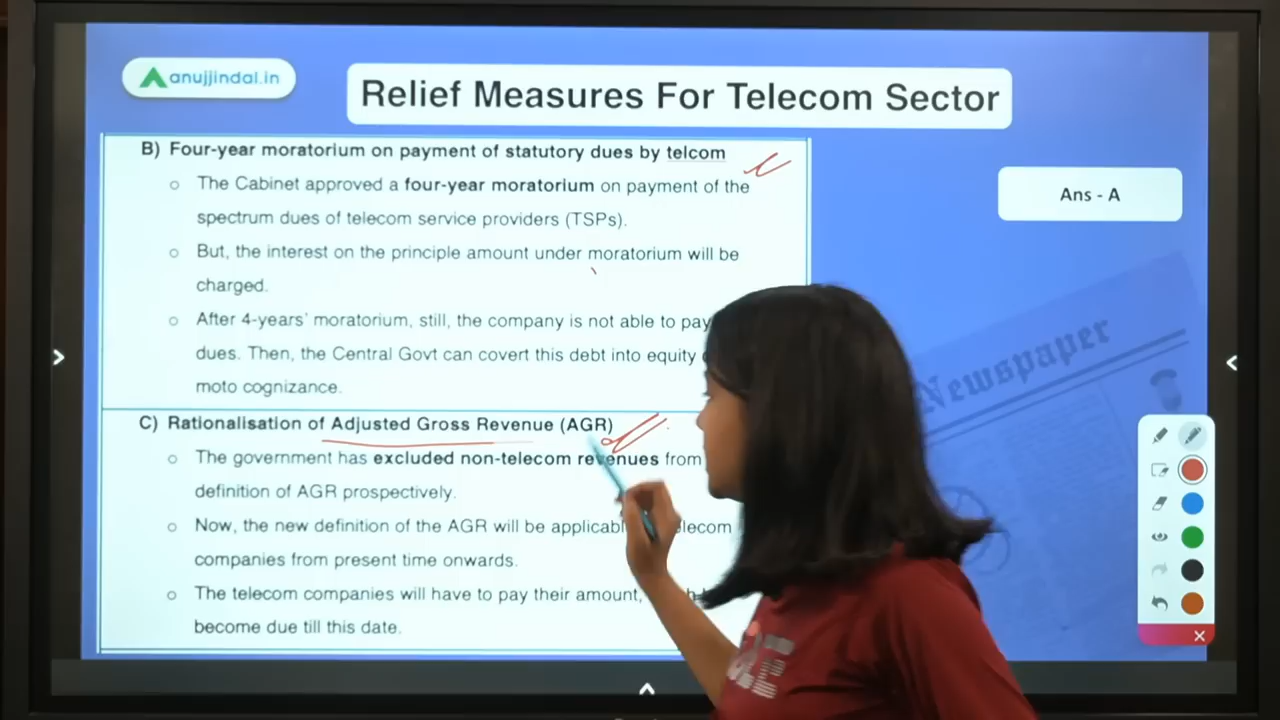 anujjindal.in
Relief Measures For Telecom Sector
B) Four-year moratorium on payment of statutory dues by telcom
o The Cabinet approved a four-year moratorium on payment of the
spectrum dues of telecom service providers (TSPs).
o But, the interest on the principle amount under moratorium will be
charged.
o After 4-years' moratorium, still, the company is not able to pay
dues. Then, the Central Govt can covert this debt into equity
moto cognizance.
Ans - A
C) Rationalisation of Adjusted Gross Revenue (AGR)
o The government has excluded non-telecom revenues from
definition of AGR prospectively.
o Now, the new definition of the AGR will be
companies from present time onwards.
o The telecom companies will have to pay their amount,
become due till this date.
Newspaper